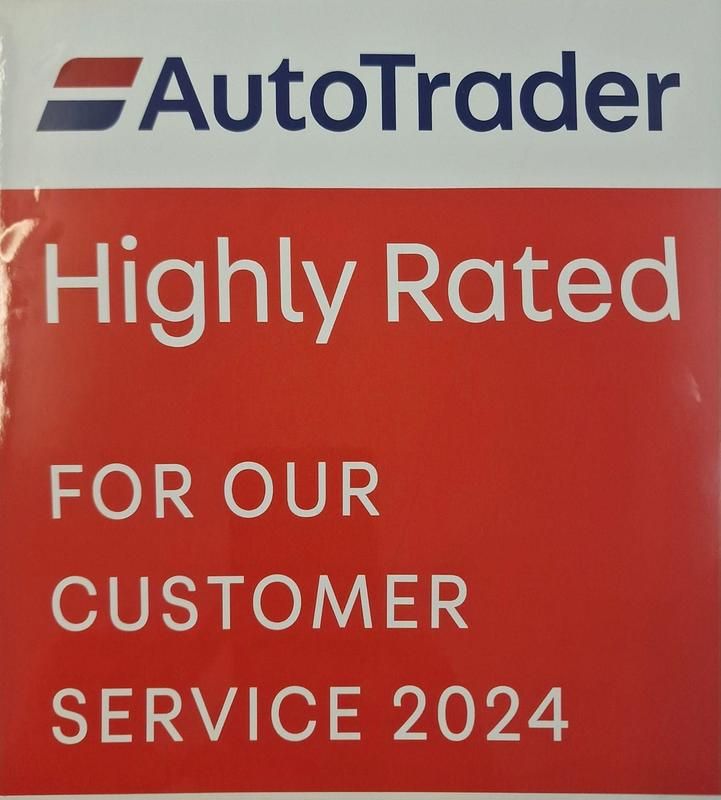 AutoTrader
Highly Rated
FOR OUR
CUSTOMER
SERVICE 2024